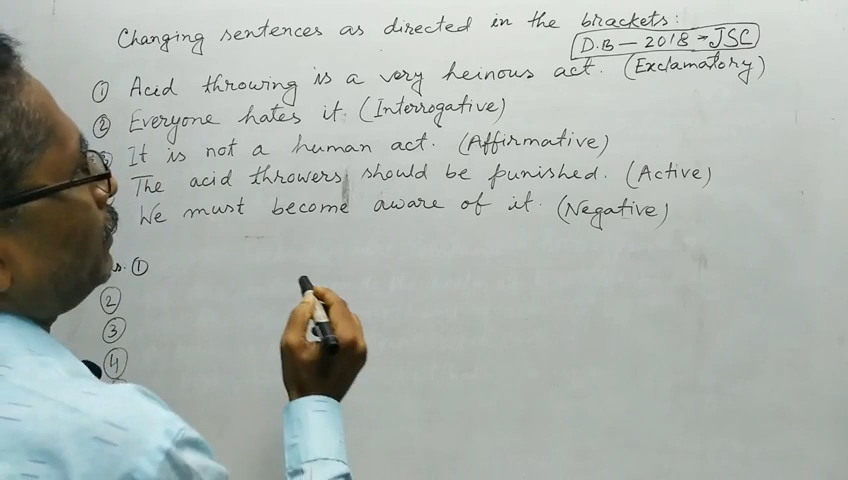 Changing sentences as directed in the brackets:
D.B – 2018 – JSC
① Acid throwing is a very heinous act. (Exclamatory)
② Everyone hates it. (Interrogative)
It is not a human act. (Affirmative)
The acid throwers should be punished. (Active)
We must become aware of it. (Negative)
s. ①
②
③
④